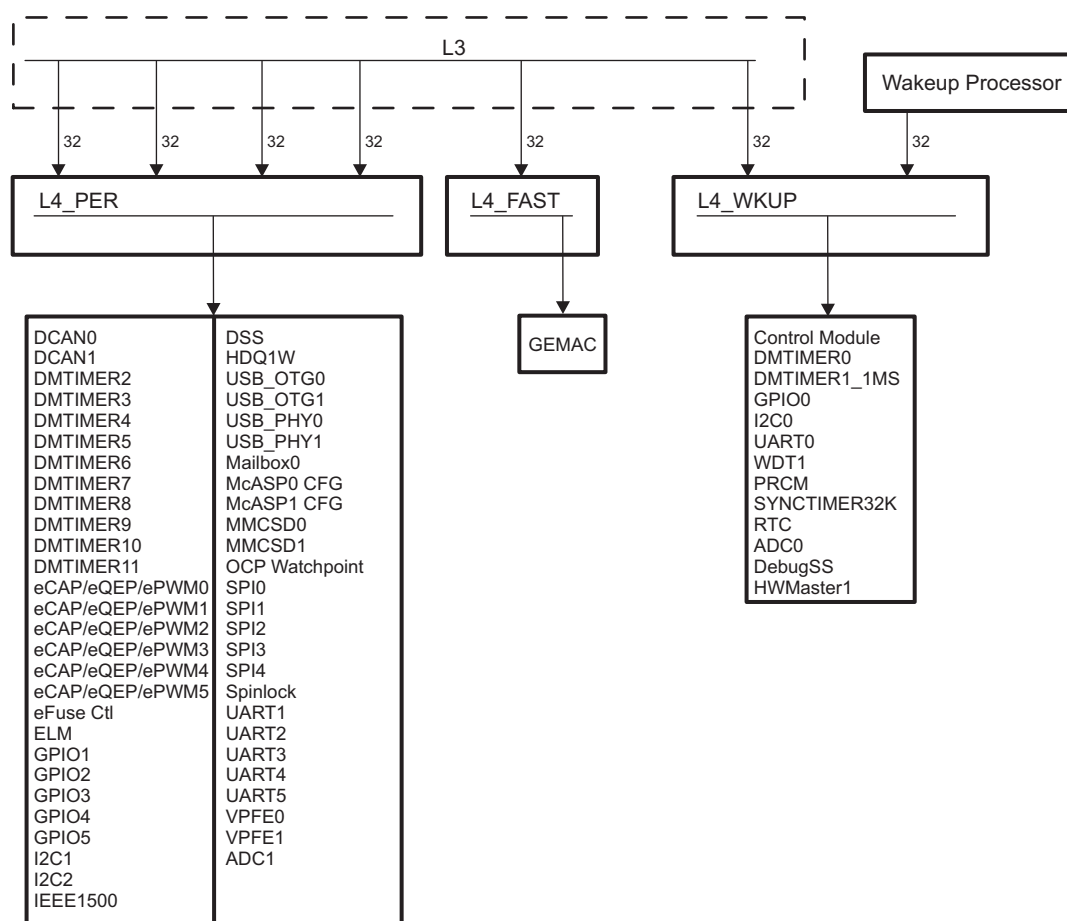 L3
Wakeup Processor
32
32
32
32
32
32
32
L4_PER
L4_FAST
L4_WKUP
DCAN0
DCAN1
DMTIMER2
DMTIMER3
DMTIMER4
DMTIMER5
DMTIMER6
DMTIMER7
DMTIMER8
DMTIMER9
DMTIMER10
DMTIMER11
eCAP/eQEP/ePWM0
eCAP/eQEP/ePWM1
eCAP/eQEP/ePWM2
eCAP/eQEP/ePWM3
eCAP/eQEP/ePWM4
eCAP/eQEP/ePWM5
eFuse Ctl
ELM
GPIO1
GPIO2
GPIO3
GPIO4
GPIO5
I2C1
I2C2
IEEE1500
DSS
HDQ1W
USB_OTG0
USB_OTG1
USB_PHY0
USB_PHY1
Mailbox0
McASP0 CFG
McASP1 CFG
MMCSD0
MMCSD1
OCP Watchpoint
SPI0
SPI1
SPI2
SPI3
SPI4
Spinlock
UART1
UART2
UART3
UART4
UART5
VPFE0
VPFE1
ADC1
GEMAC
Control Module
DMTIMER0
DMTIMER1_1MS
GPIO0
I2C0
UART0
WDT1
PRCM
SYNCTIMER32K
RTC
ADC0
DebugSS
HWMaster1